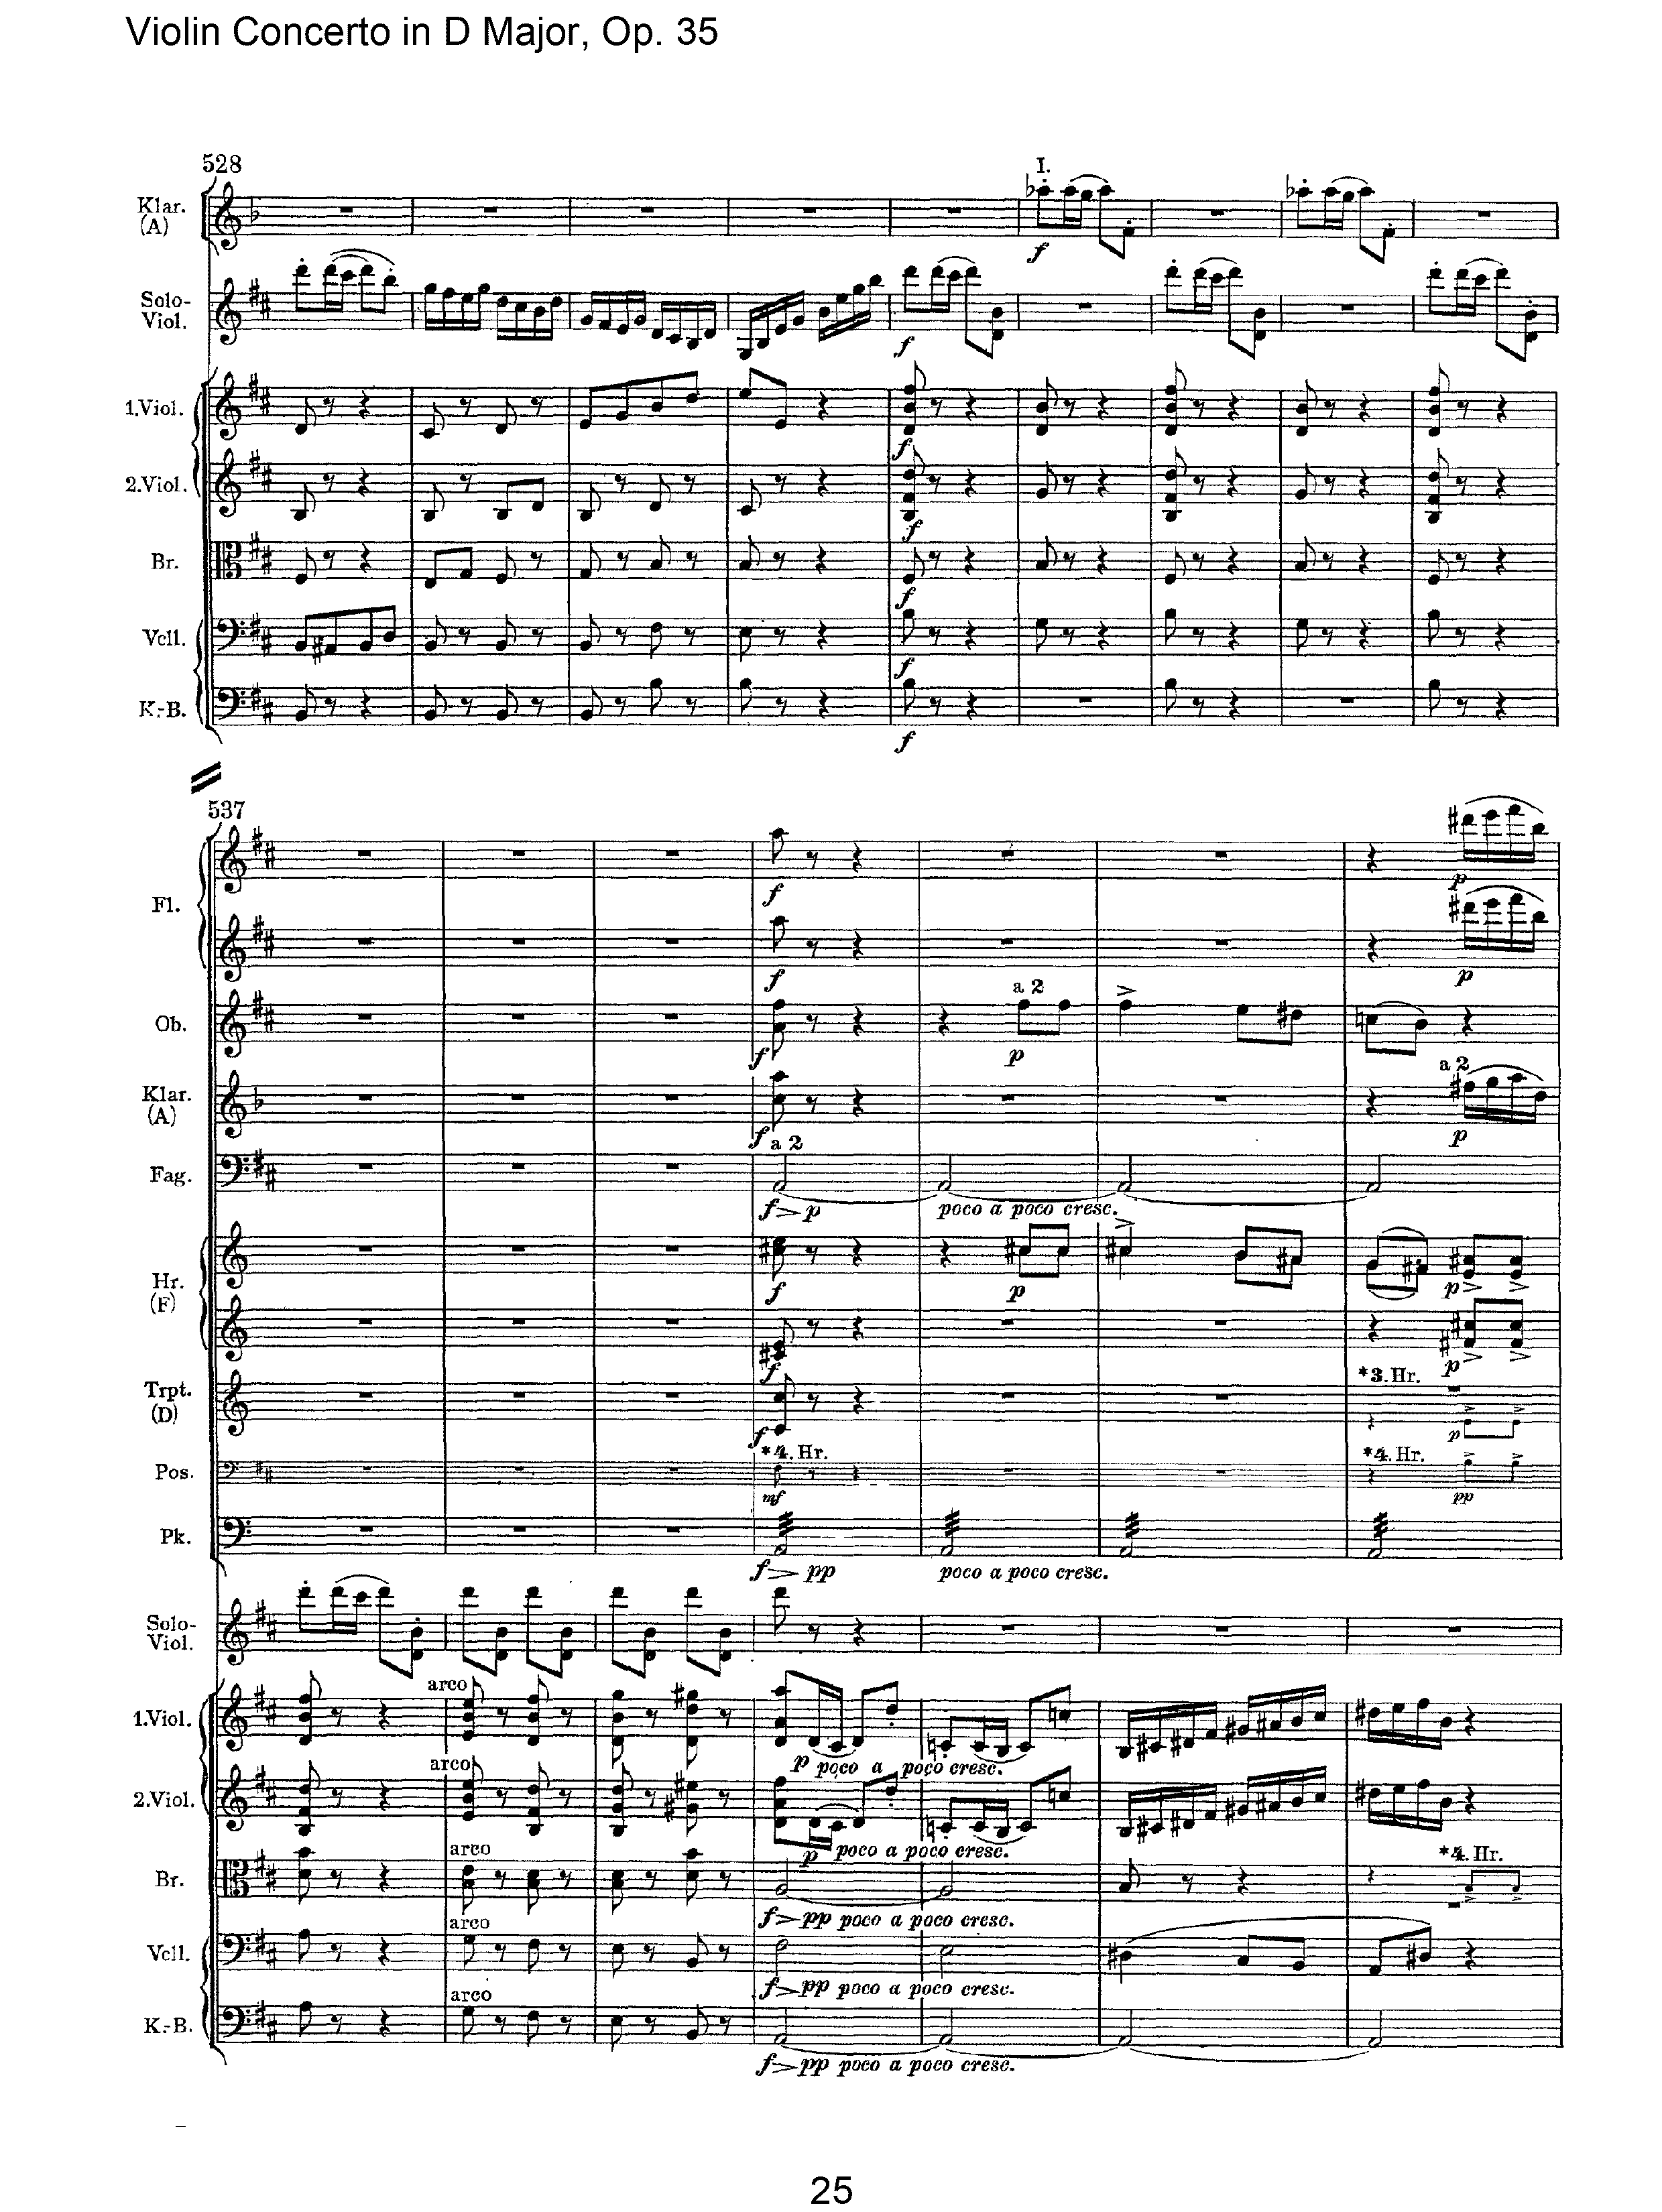 Violin Concerto in D Major, Op. 35
528
I.
Klar.
(A)
f
Solo-
Viol.
f
1.Viol.
f
2.Viol.
f
Br.
f
Vcll.
f
K.-B.
f
537
Fl.
f
p
f
p
a 2
Ob.
f
p
a 2
Klar.
(A)
f
p
a 2
Fag.
f p
poco a poco cresc.
Hr.
(F)
f
p
p
f
p
*3. Hr.
Trpt.
(D)
f
p
*4. Hr.
*4. Hr.
Pos.
mf
pp
Pk.
f pp
poco a poco cresc.
Solo-
Viol.
arco
1.Viol.
p poco a poco cresc.
arco
2.Viol.
p poco a poco cresc.
arco
*4. Hr.
Br.
f pp poco a poco cresc.
arco
Vcll.
f pp poco a poco cresc.
arco
K.-B.
f pp poco a poco cresc.
25